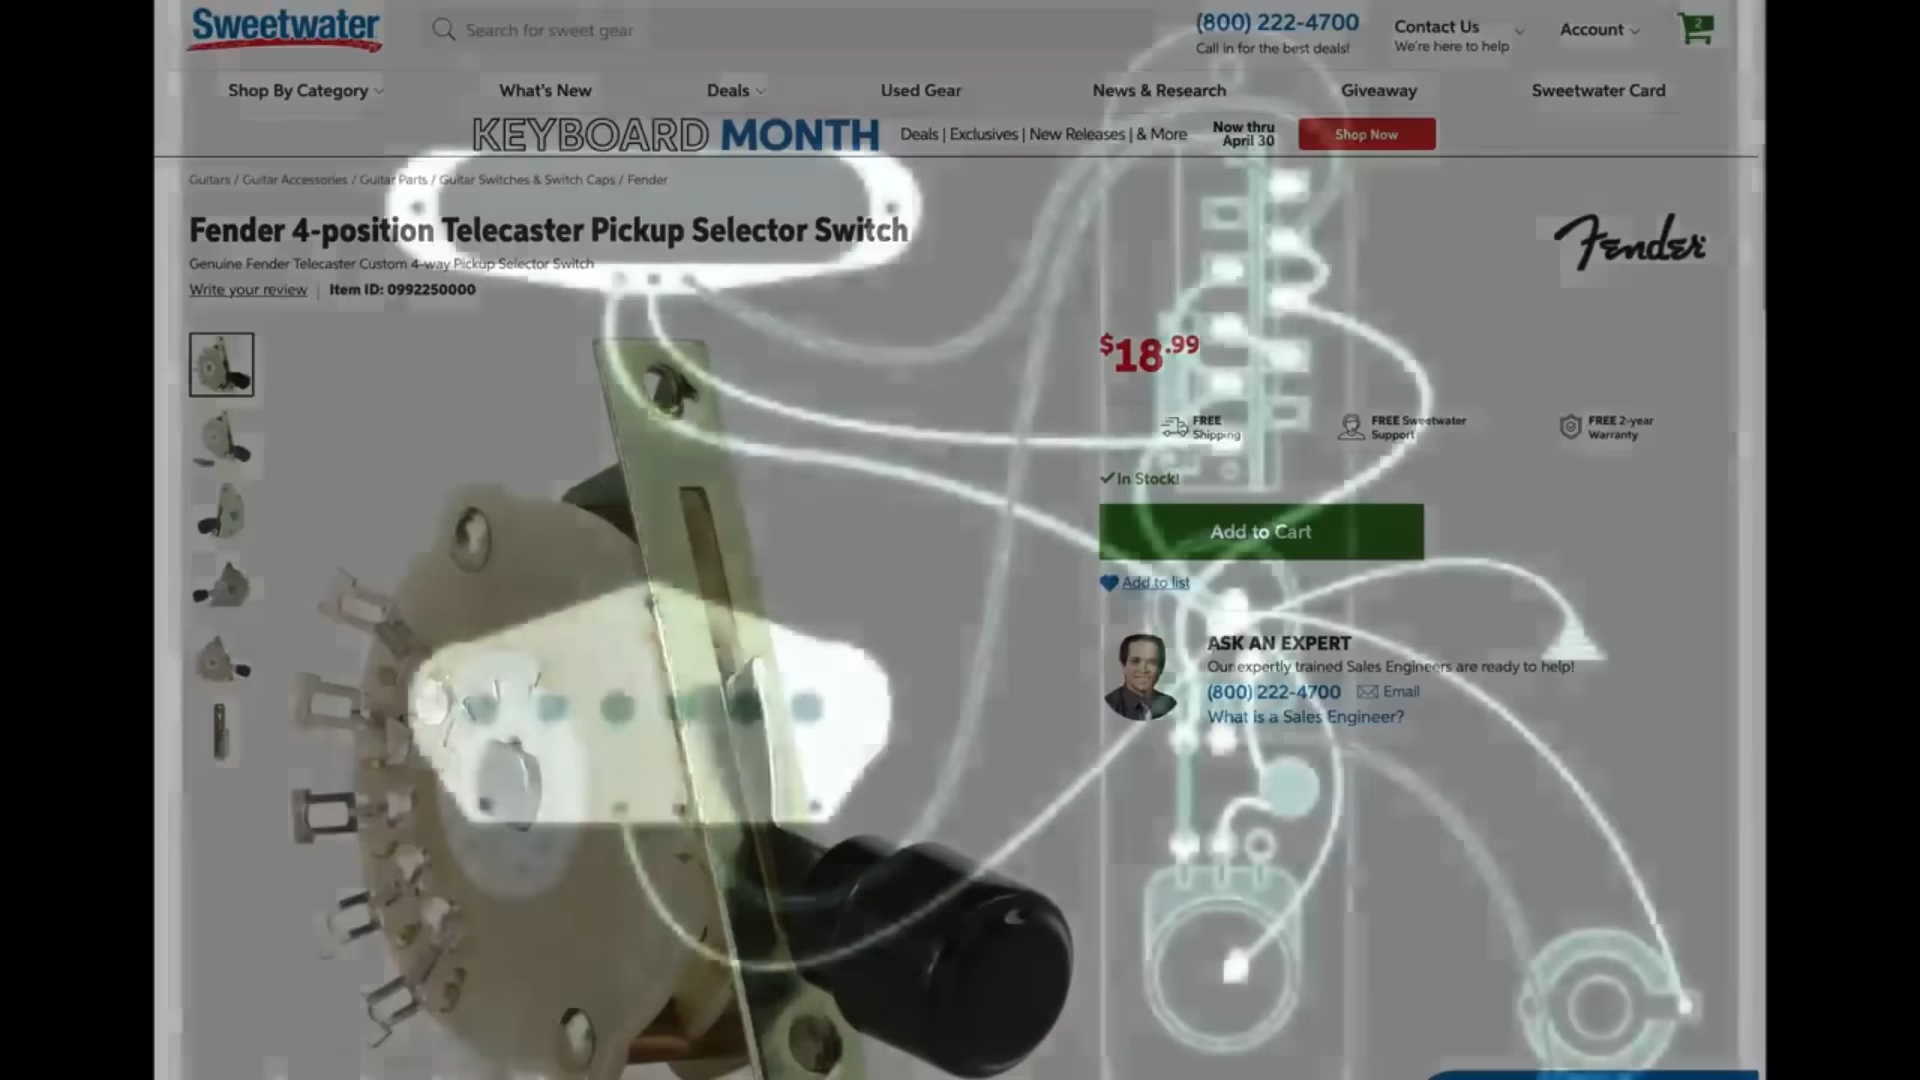 Sweetwater
Search for sweet gear
(800) 222-4700
Call in for the best deals!
Contact Us
We're here to help
Account
2
Shop By Category
What's New
Deals
Used Gear
News & Research
Giveaway
Sweetwater Card
KEYBOARD MONTH
Deals | Exclusives | New Releases | & More
Now thru
April 30
Shop Now
Guitars / Guitar Accessories / Guitar Parts / Guitar Switches & Switch Caps / Fender
Fender 4-position Telecaster Pickup Selector Switch
Genuine Fender Telecaster Custom 4-way Pickup Selector Switch
Write your review | Item ID: 0992250000
Fender
$18.99
FREE
Shipping
FREE Sweetwater
Support
FREE 2-year
Warranty
In Stock!
Add to Cart
Add to list
ASK AN EXPERT
Our expertly trained Sales Engineers are ready to help!
(800) 222-4700
Email
What is a Sales Engineer?